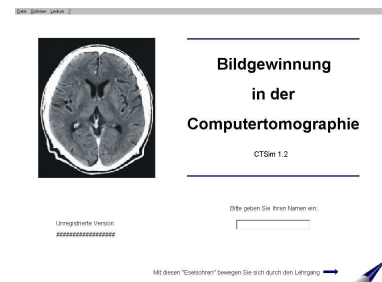 Datei Optionen Lexikon ?
Bildgewinnung
in der
Computertomographie
CTSim 1.2
Bitte geben Sie Ihren Namen ein:
Unregistrierte Version
##################
Mit diesen "Eselsohren" bewegen Sie sich durch den Lehrgang